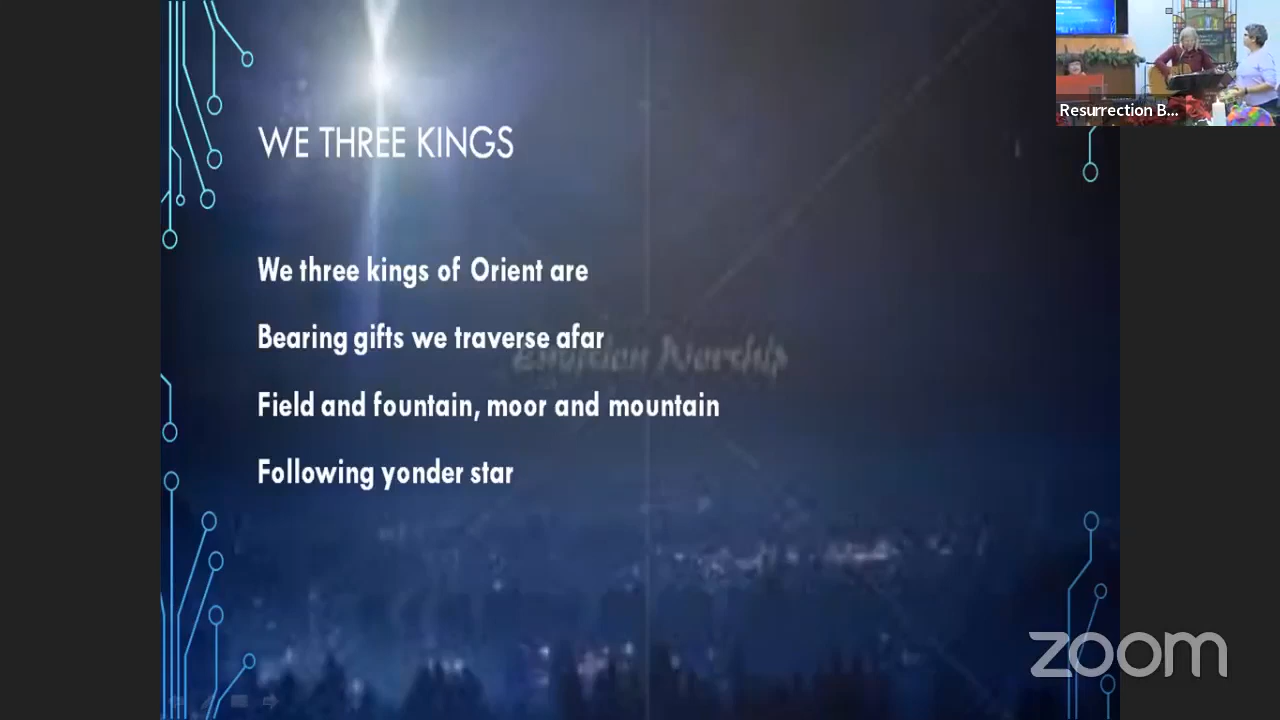 Resurrection B...
WE THREE KINGS
We three kings of Orient are
Bearing gifts we traverse afar
Field and fountain, moor and mountain
Following yonder star
zoom